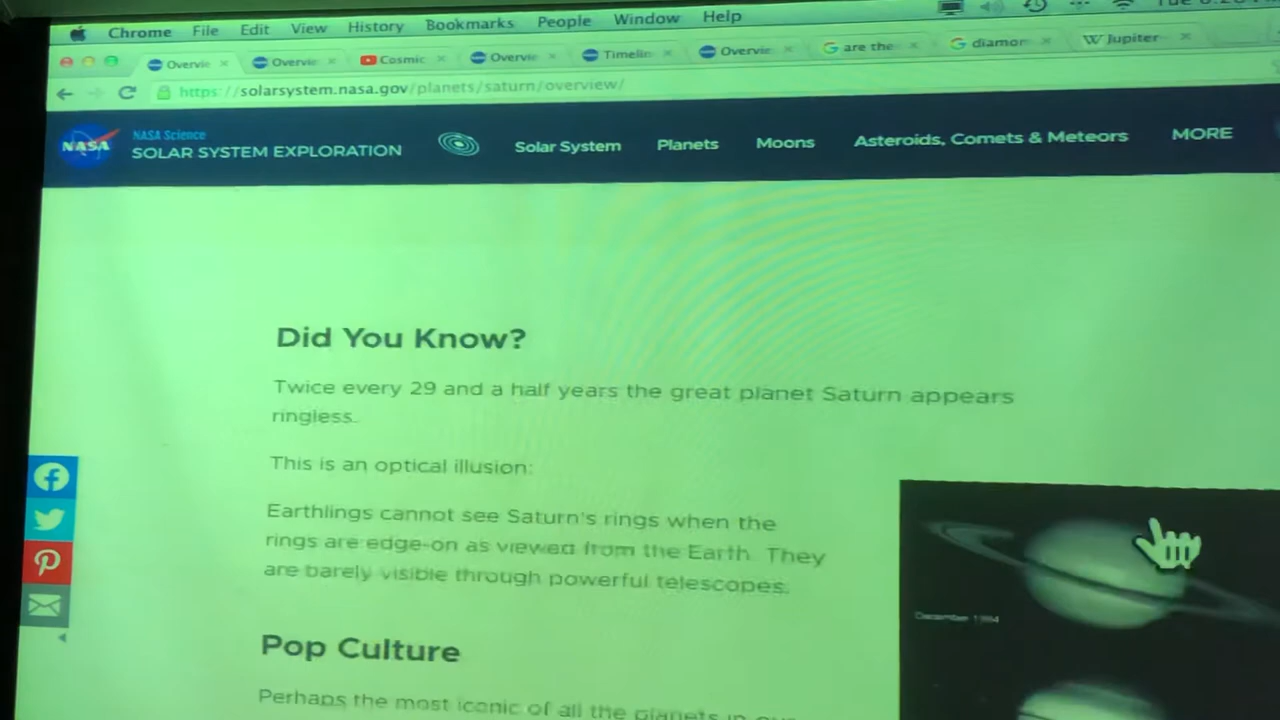 Chrome File Edit View History Bookmarks People Window Help
Overvie Overvie Cosmic Overvie Timelin Overvie are the diamor Jupiter
https://solarsystem.nasa.gov/planets/saturn/overview/
NASA
NASA Science
SOLAR SYSTEM EXPLORATION
Solar System Planets Moons Asteroids, Comets & Meteors MORE
Did You Know?
Twice every 29 and a half years the great planet Saturn appears
ringless.
This is an optical illusion:
Earthlings cannot see Saturn's rings when the
rings are edge-on as viewed from the Earth. They
are barely visible through powerful telescopes.
December 1994
Pop Culture
Perhaps the most iconic of all the planets in